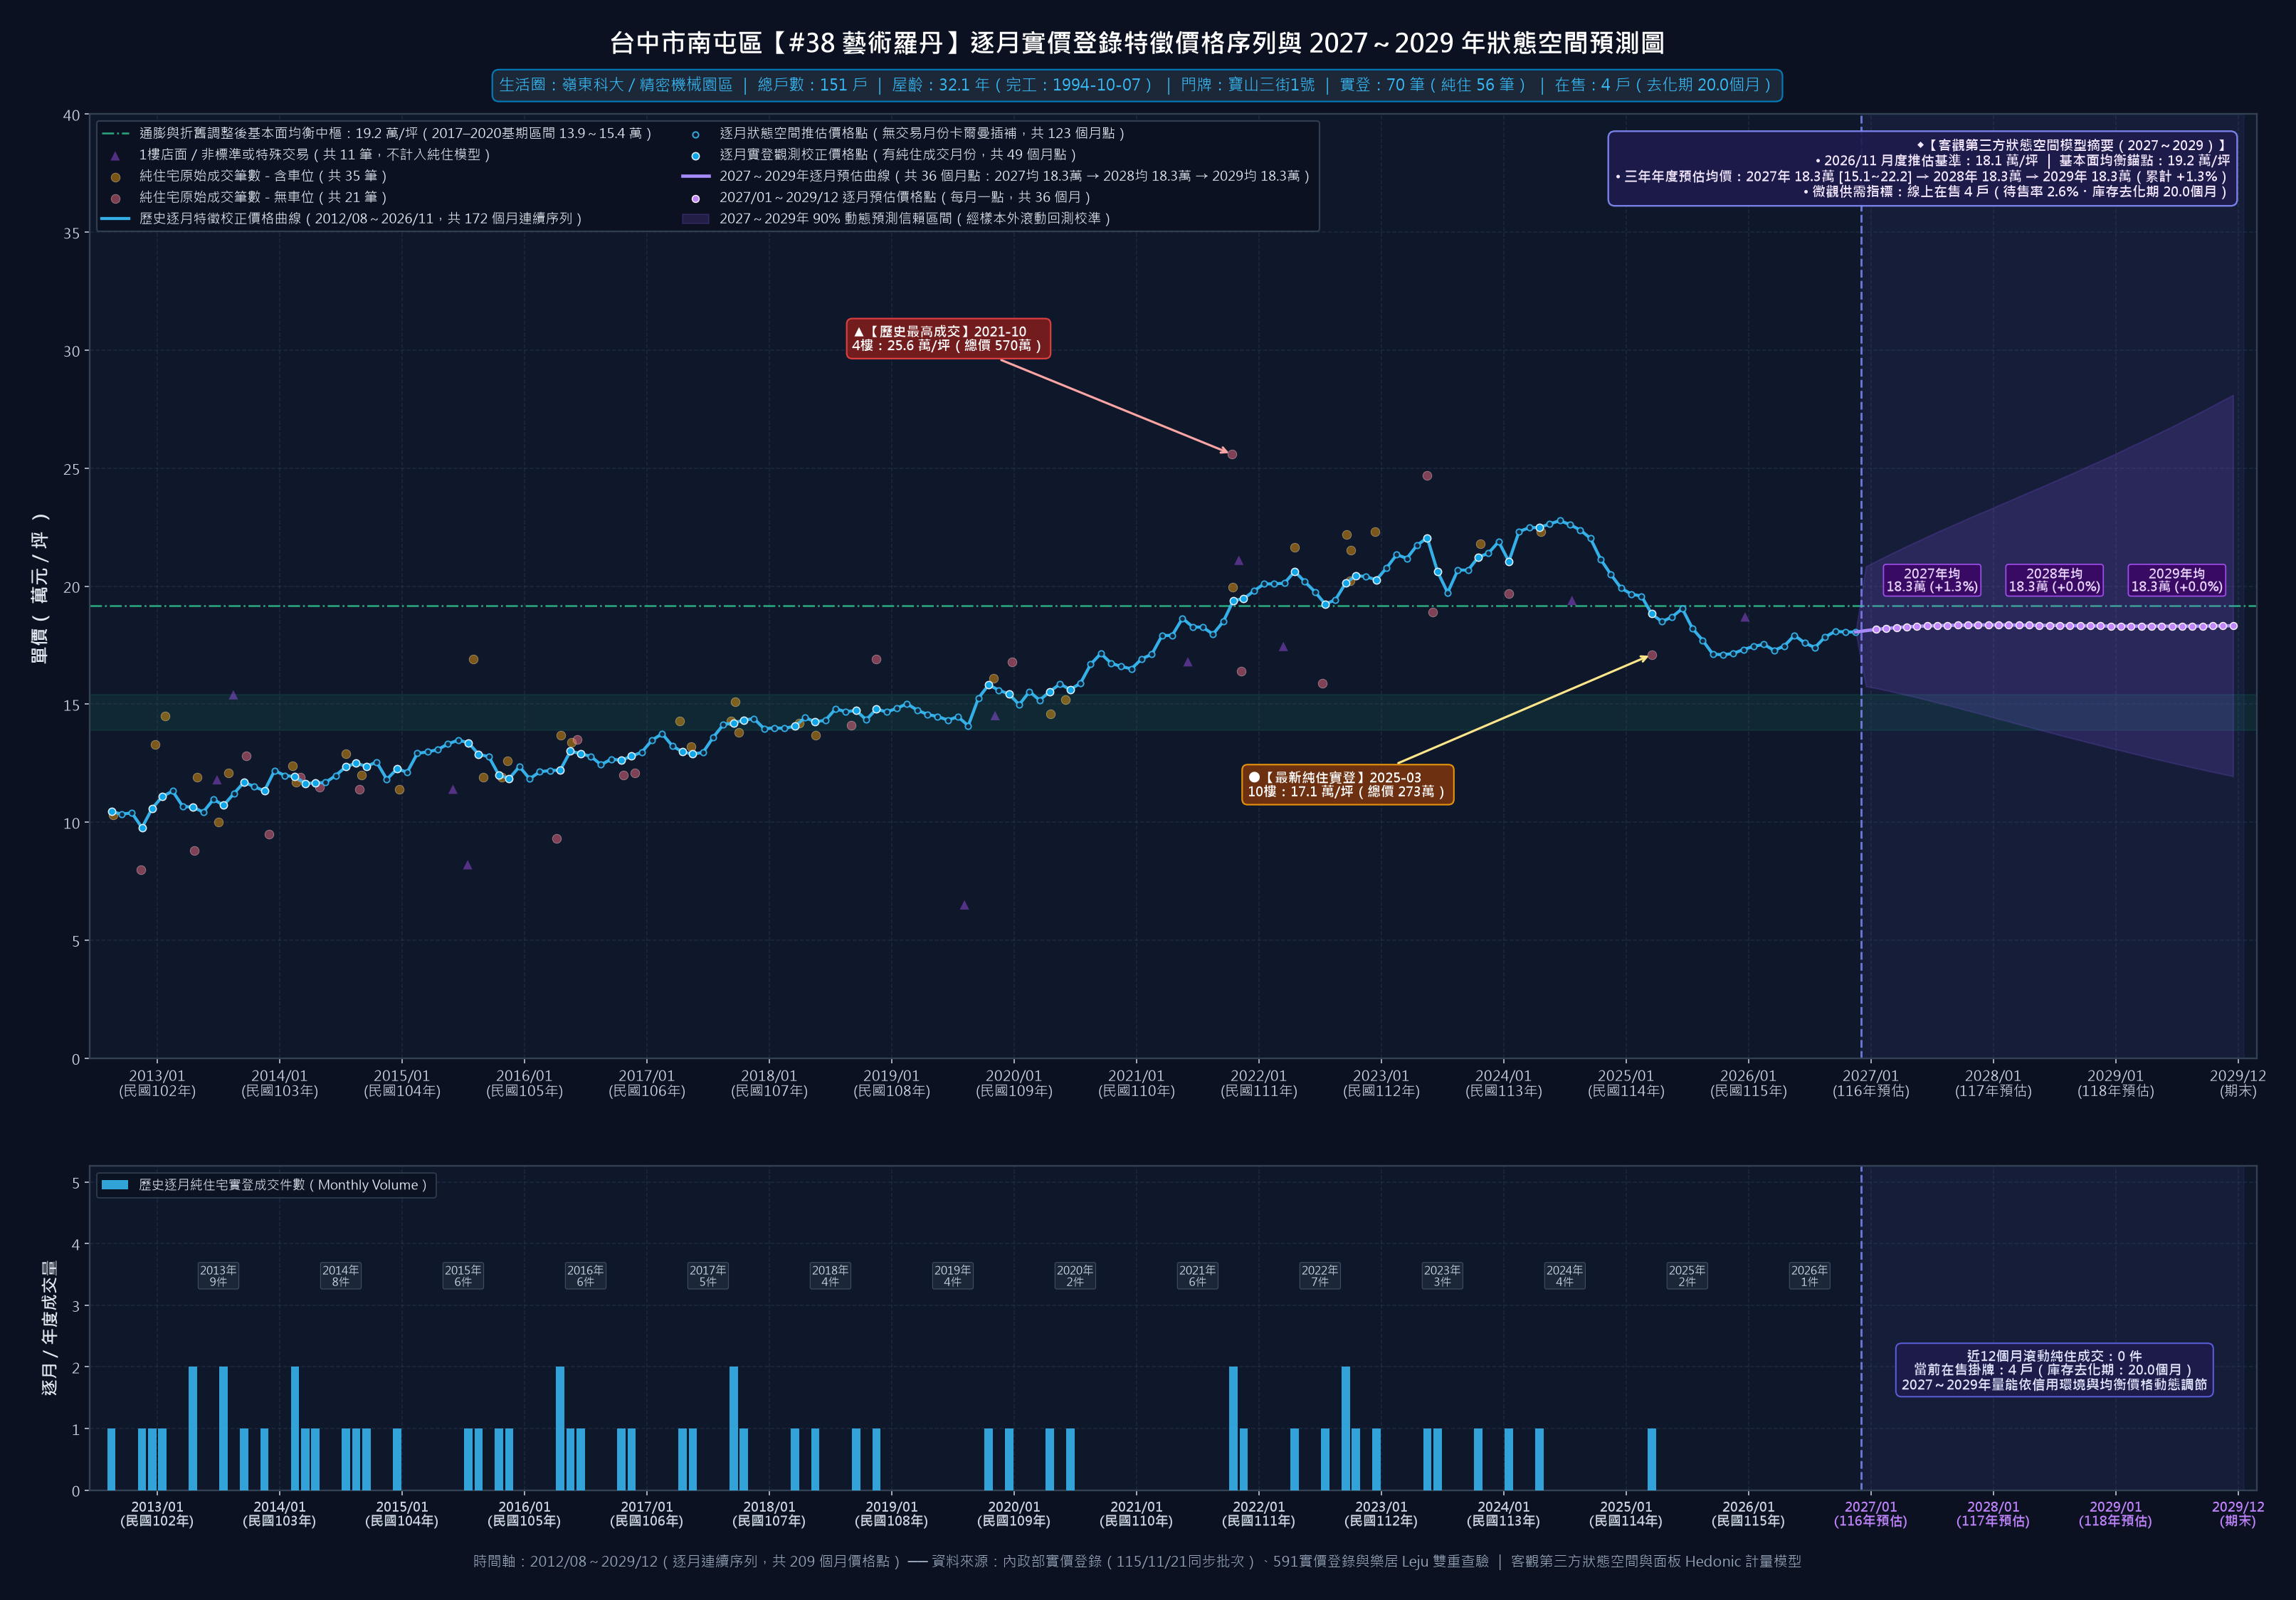 台中市南屯區【#38 藝術羅丹】逐月實價登錄特徵價格序列與 2027～2029 年狀態空間預測圖
生活圈：嶺東科大 / 精密機械園區 ｜ 總戶數：151 戶 ｜ 屋齡：32.1 年（完工：1994-10-07） ｜ 門牌：寶山三街1號 ｜ 實登：70 筆（純住 56 筆） ｜ 在售：4 戶（去化期 20.0個月）
通膨與折舊調整後基本面均衡中樞：19.2 萬/坪（2017–2020基期區間 13.9～15.4 萬）
1樓店面 / 非標準或特殊交易（共 11 筆，不計入純住模型）
純住宅原始成交筆數 - 含車位（共 35 筆）
純住宅原始成交筆數 - 無車位（共 21 筆）
歷史逐月特徵校正價格曲線（2012/08～2026/11，共 172 個月連續序列）
逐月狀態空間推估價格點（無交易月份卡爾曼插補，共 123 個月點）
逐月實登觀測校正價格點（有純住成交月份，共 49 個月點）
2027～2029年逐月預估曲線（共 36 個月點：2027均 18.3萬 → 2028均 18.3萬 → 2029均 18.3萬）
2027/01～2029/12 逐月預估價格點（每月一點，共 36 個月）
2027～2029年 90% 動態預測信賴區間（經樣本外滾動回測校準）
◆【客觀第三方狀態空間模型摘要（2027～2029）】
• 2026/11 月度推估基準：18.1 萬/坪 ｜ 基本面均衡錨點：19.2 萬/坪
• 三年年度預估均價：2027年 18.3萬 [15.1~22.2] → 2028年 18.3萬 → 2029年 18.3萬（累計 +1.3%）
• 微觀供需指標：線上在售 4 戶（待售率 2.6%．庫存去化期 20.0個月）
單價（萬元 / 坪）
40
35
30
25
20
15
10
5
0
▲【歷史最高成交】2021-10
4樓：25.6 萬/坪（總價 570萬）
●【最新純住實登】2025-03
10樓：17.1 萬/坪（總價 273萬）
2027年均
18.3萬 (+1.3%)
2028年均
18.3萬 (+0.0%)
2029年均
18.3萬 (+0.0%)
2013/01
(民國102年)
2014/01
(民國103年)
2015/01
(民國104年)
2016/01
(民國105年)
2017/01
(民國106年)
2018/01
(民國107年)
2019/01
(民國108年)
2020/01
(民國109年)
2021/01
(民國110年)
2022/01
(民國111年)
2023/01
(民國112年)
2024/01
(民國113年)
2025/01
(民國114年)
2026/01
(民國115年)
2027/01
(116年預估)
2028/01
(117年預估)
2029/01
(118年預估)
2029/12
(期末)
逐月 / 年度成交量
5
4
3
2
1
0
歷史逐月純住宅實登成交件數（Monthly Volume）
2013年
9件
2014年
8件
2015年
6件
2016年
6件
2017年
5件
2018年
4件
2019年
4件
2020年
2件
2021年
6件
2022年
7件
2023年
3件
2024年
4件
2025年
2件
2026年
1件
近12個月滾動純住成交：0 件
當前在售掛牌：4 戶（庫存去化期：20.0個月）
2027～2029年量能依信用環境與均衡價格動態調節
2013/01
(民國102年)
2014/01
(民國103年)
2015/01
(民國104年)
2016/01
(民國105年)
2017/01
(民國106年)
2018/01
(民國107年)
2019/01
(民國108年)
2020/01
(民國109年)
2021/01
(民國110年)
2022/01
(民國111年)
2023/01
(民國112年)
2024/01
(民國113年)
2025/01
(民國114年)
2026/01
(民國115年)
2027/01
(116年預估)
2028/01
(117年預估)
2029/01
(118年預估)
2029/12
(期末)
時間軸：2012/08～2029/12（逐月連續序列，共 209 個月價格點） ── 資料來源：內政部實價登錄（115/11/21同步批次）、591實價登錄與樂居 Leju 雙重查驗 ｜ 客觀第三方狀態空間與面板 Hedonic 計量模型